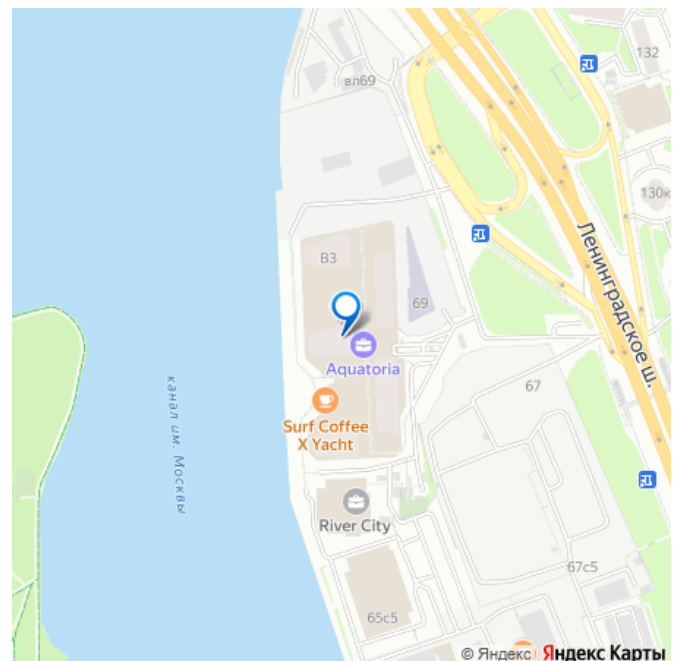 132
вл69
130к
Ленинградское ш.
В3
69
Aquatoria
67
канал им. Москвы
Surf Coffee
X Yacht
River City
67с5
65с5
© Яндекс Яндекс Карты